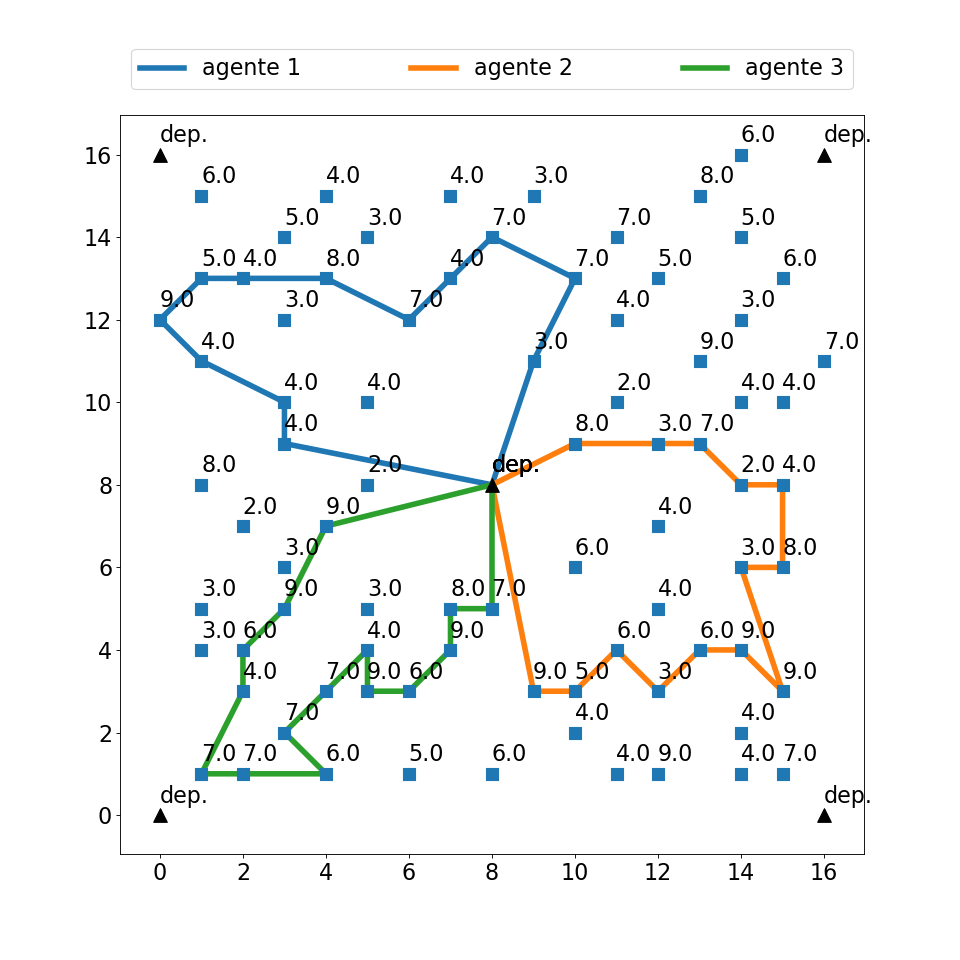 agente 1 agente 2 agente 3
6.0
dep. dep.
16
6.0 4.0 4.0 3.0 8.0
5.0 3.0 7.0 7.0 5.0
14
5.0 4.0 8.0 4.0 7.0 5.0 6.0
9.0 3.0 7.0 4.0 3.0
12
4.0 3.0 9.0 7.0
4.0 4.0 2.0 4.0 4.0
10
4.0 8.0 3.0 7.0
8.0 2.0 dep. 2.0 4.0
8
2.0 9.0 4.0
3.0 6.0 3.0 8.0
6
3.0 9.0 3.0 8.0 7.0 4.0
3.0 6.0 4.0 9.0 6.0 6.0 9.0
4
4.0 7.0 9.0 6.0 9.0 5.0 3.0 9.0
7.0 4.0 4.0
2
7.0 7.0 6.0 5.0 6.0 4.0 9.0 4.0 7.0
dep. dep.
0
0 2 4 6 8 10 12 14 16